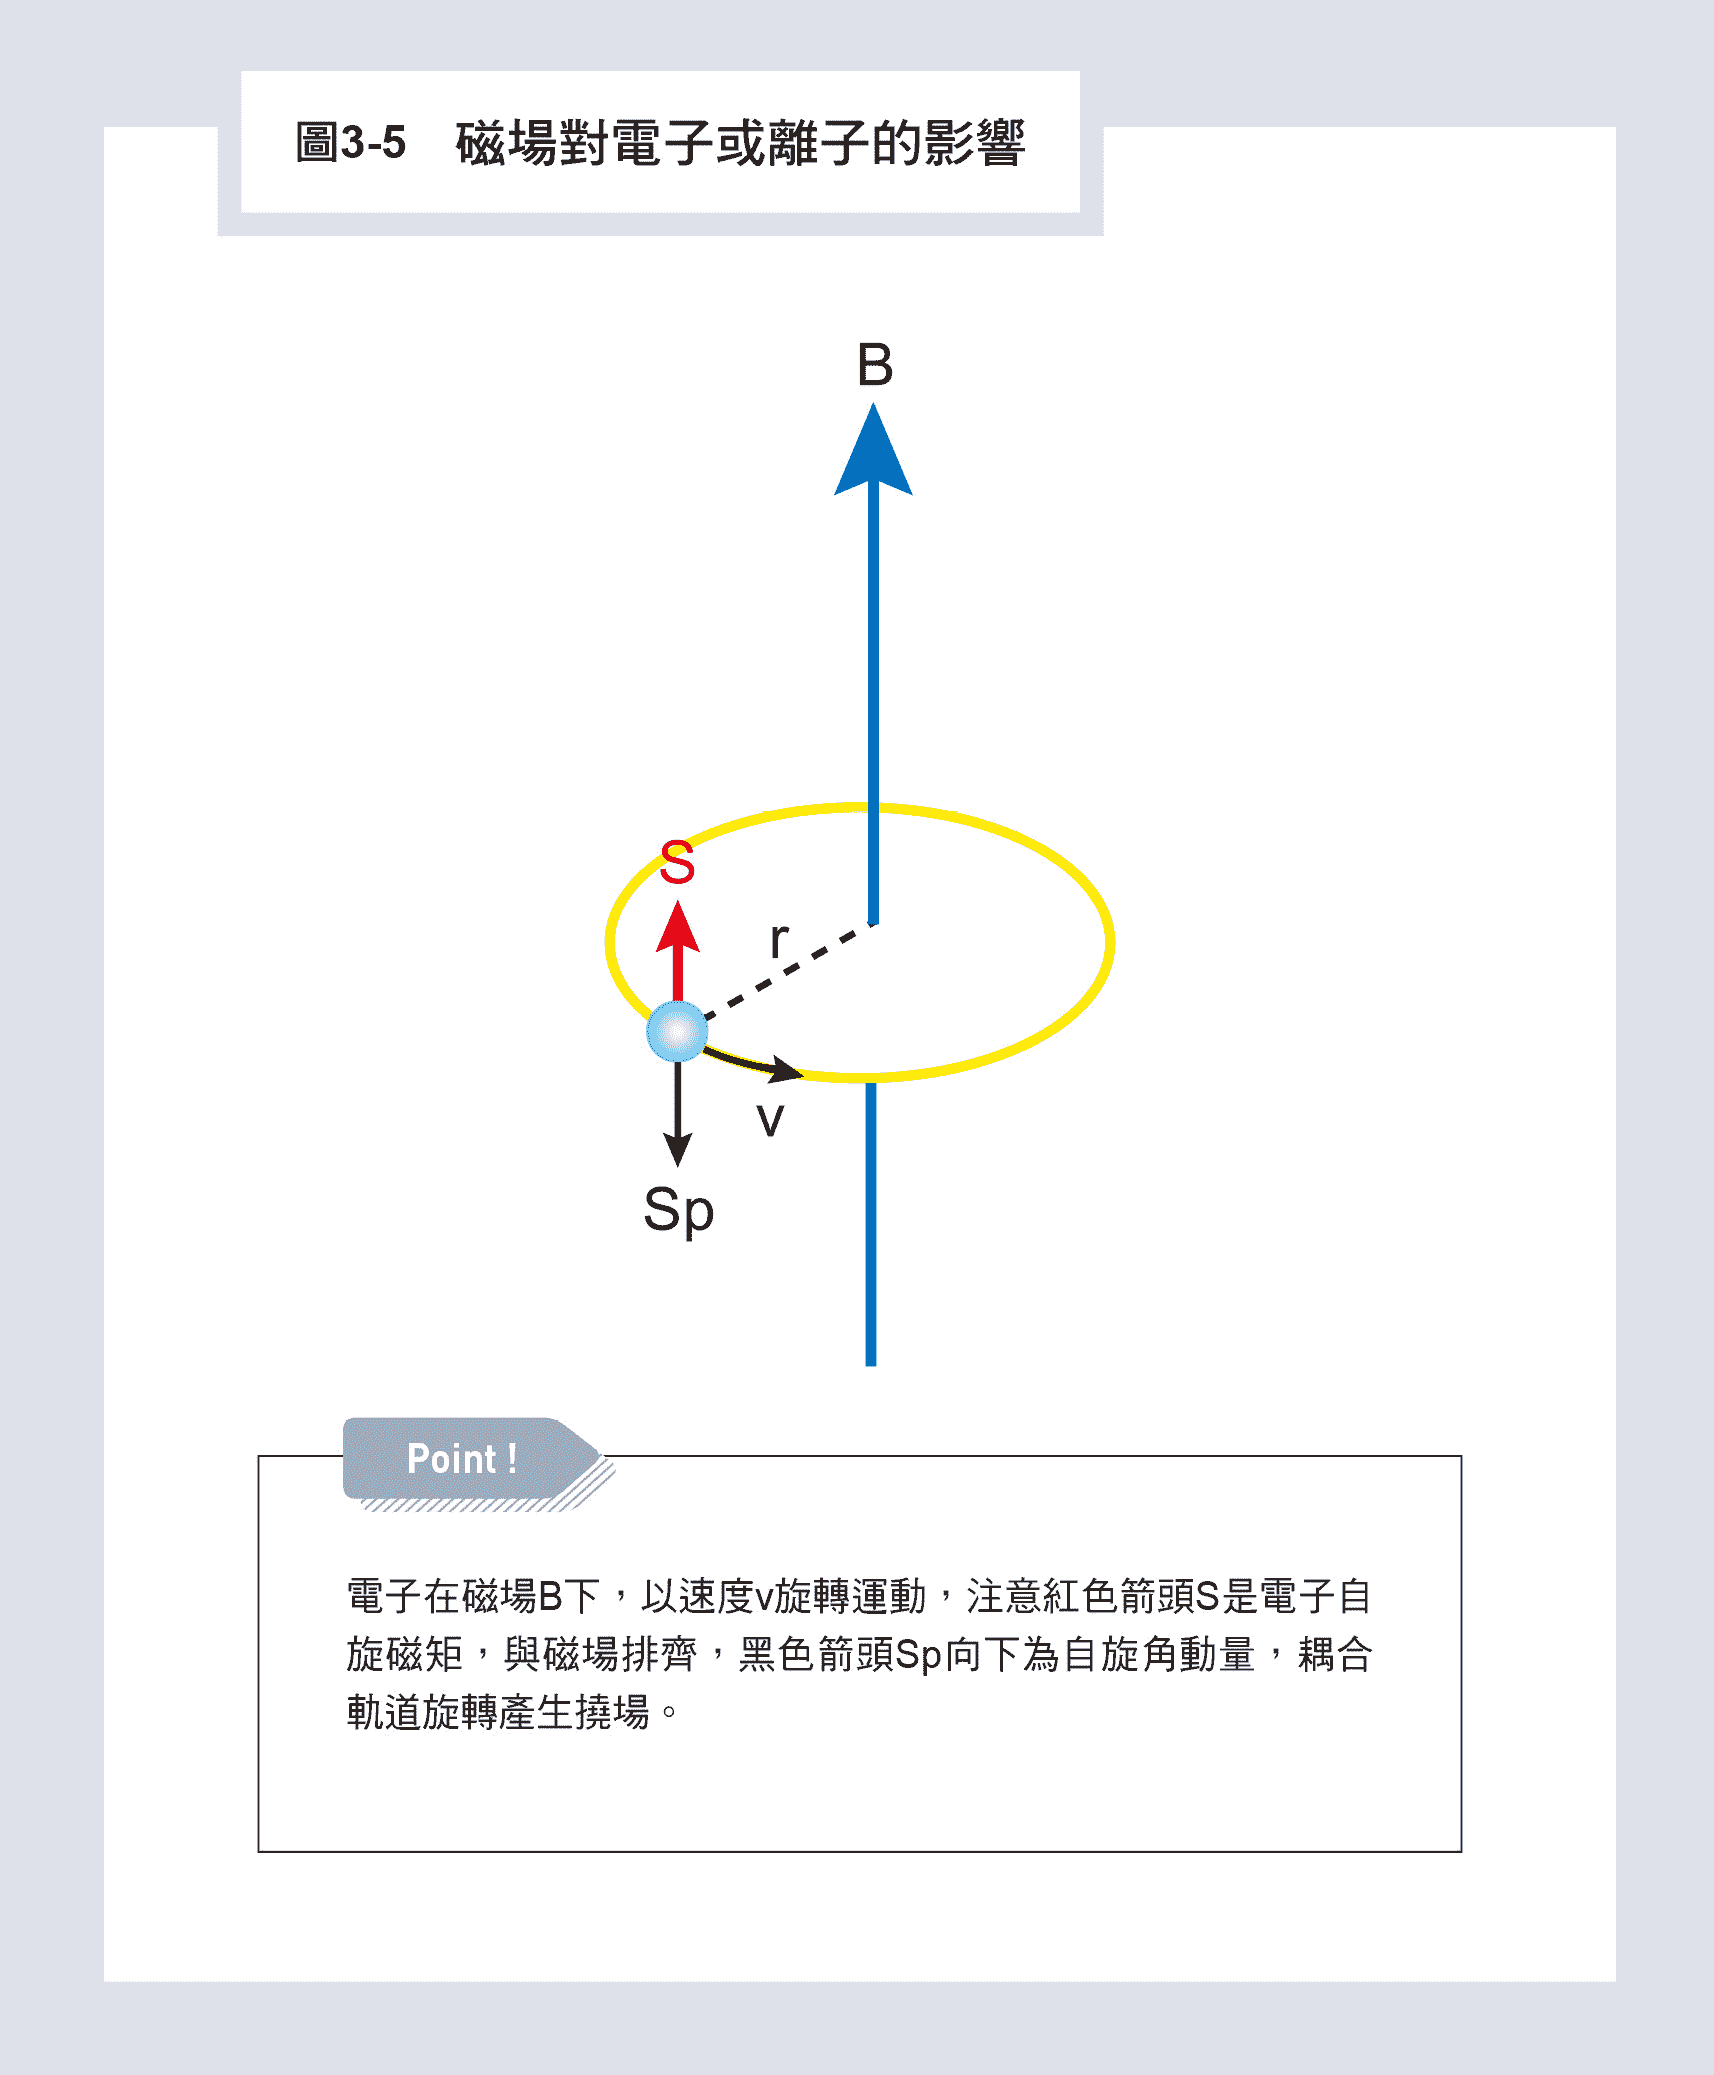 圖3-5　磁場對電子或離子的影響
B
S
r
v
Sp
Point !
電子在磁場B下，以速度v旋轉運動，注意紅色箭頭S是電子自
旋磁矩，與磁場排齊，黑色箭頭Sp向下為自旋角動量，耦合
軌道旋轉產生撓場。